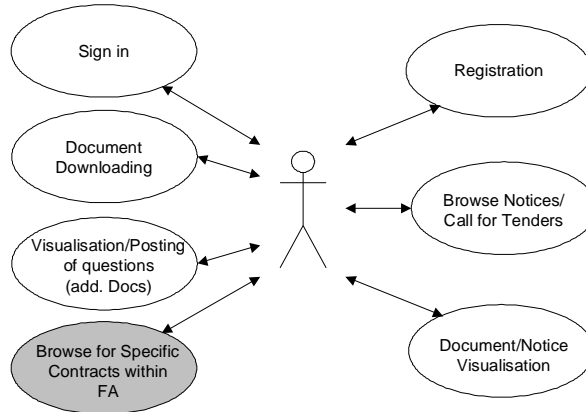 Sign in
Document
Downloading
Visualisation/Posting
of questions
(add. Docs)
Browse for Specific
Contracts within
FA
Registration
Browse Notices/
Call for Tenders
Document/Notice
Visualisation